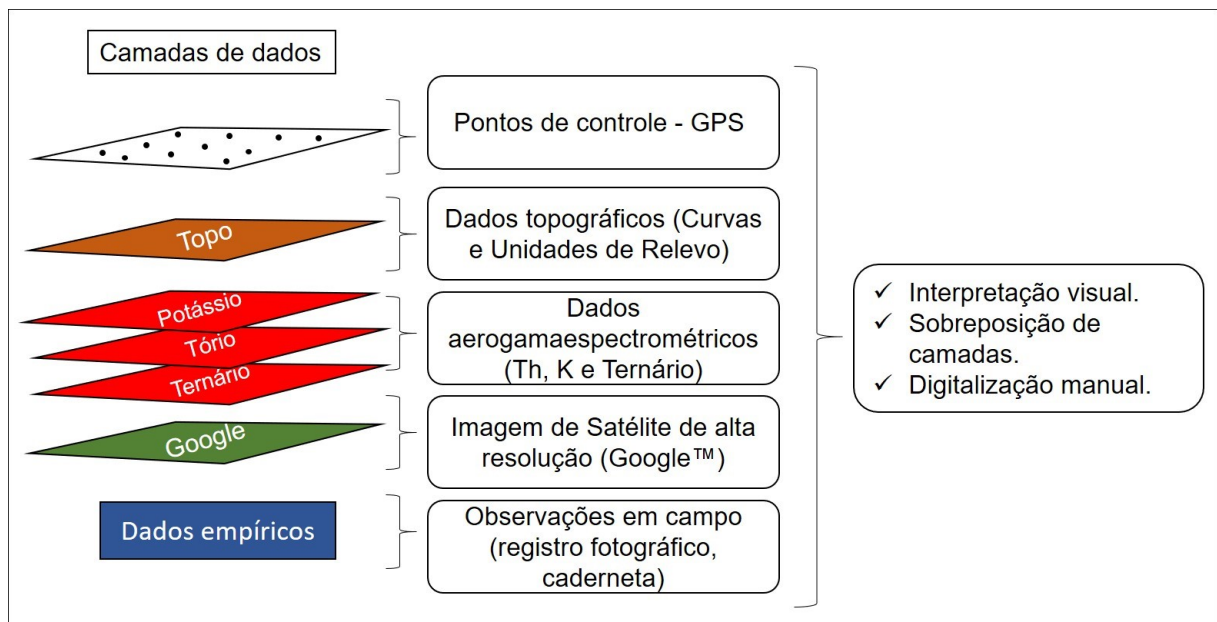 Camadas de dados
Pontos de controle - GPS
Topo
Dados topográficos (Curvas
e Unidades de Relevo)
Potássio
Tório
Ternário
Dados
aerogamaespectrométricos
(Th, K e Ternário)
Google
Imagem de Satélite de alta
resolução (Google™)
Dados empíricos
Observações em campo
(registro fotográfico,
caderneta)
✓ Interpretação visual.
✓ Sobreposição de
camadas.
✓ Digitalização manual.